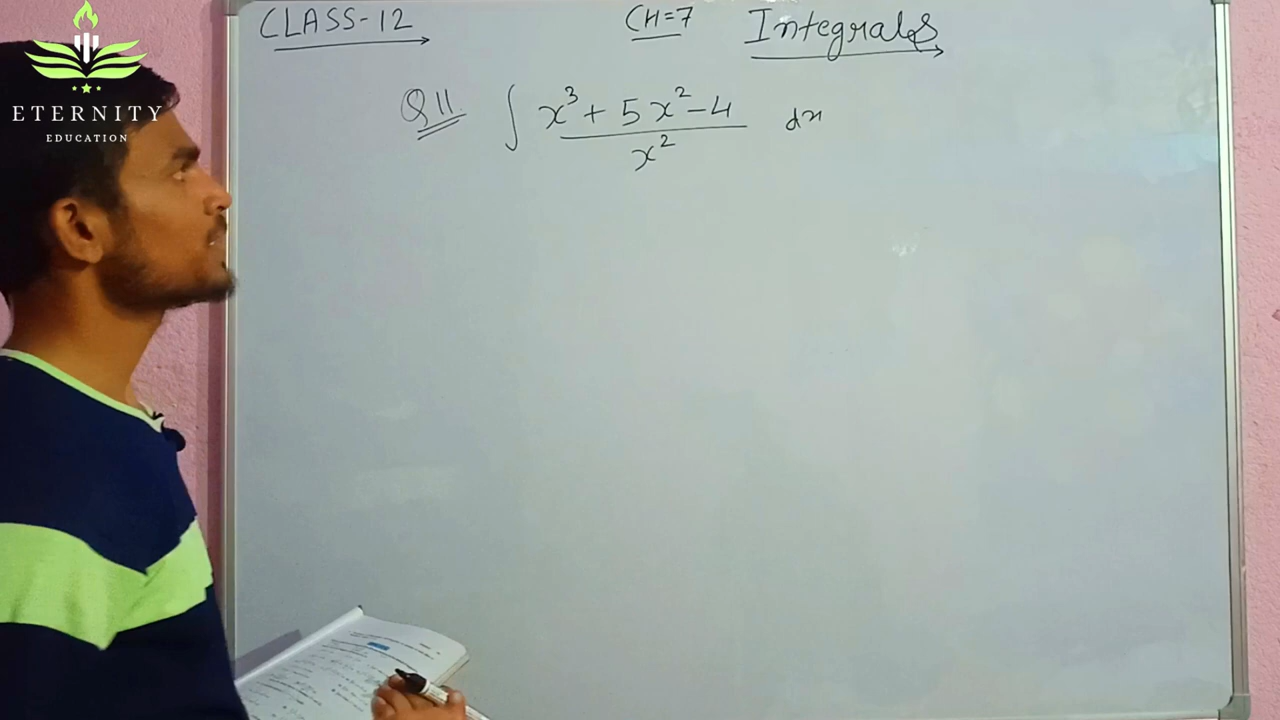 CLASS-12
CH=7
Integrals
ETERNITY
EDUCATION
Q11. ∫ x³ + 5x² - 4 / x² dx